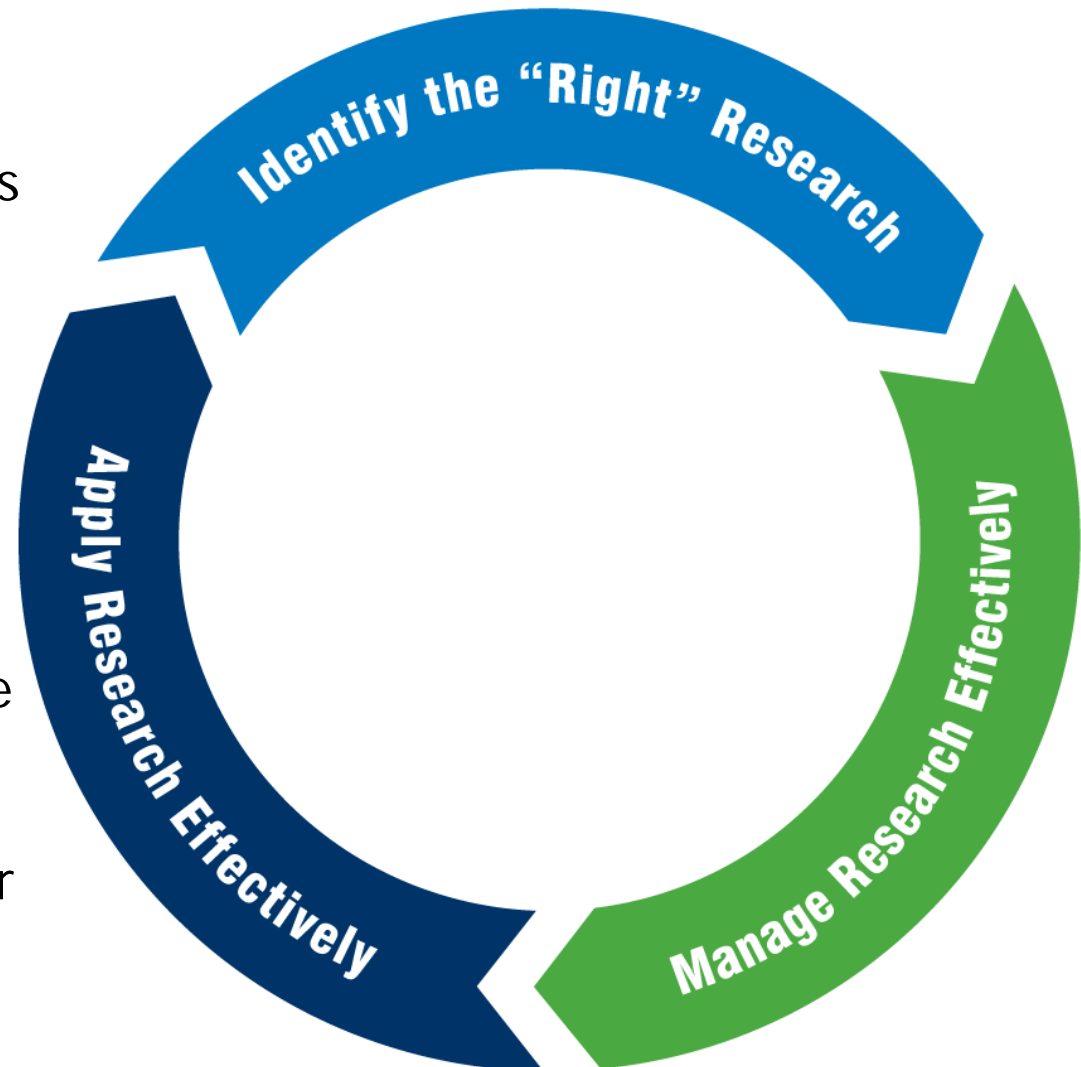 Identify the “Right” Research
s
Manage Research Effectively
Apply Research Effectively
e
r